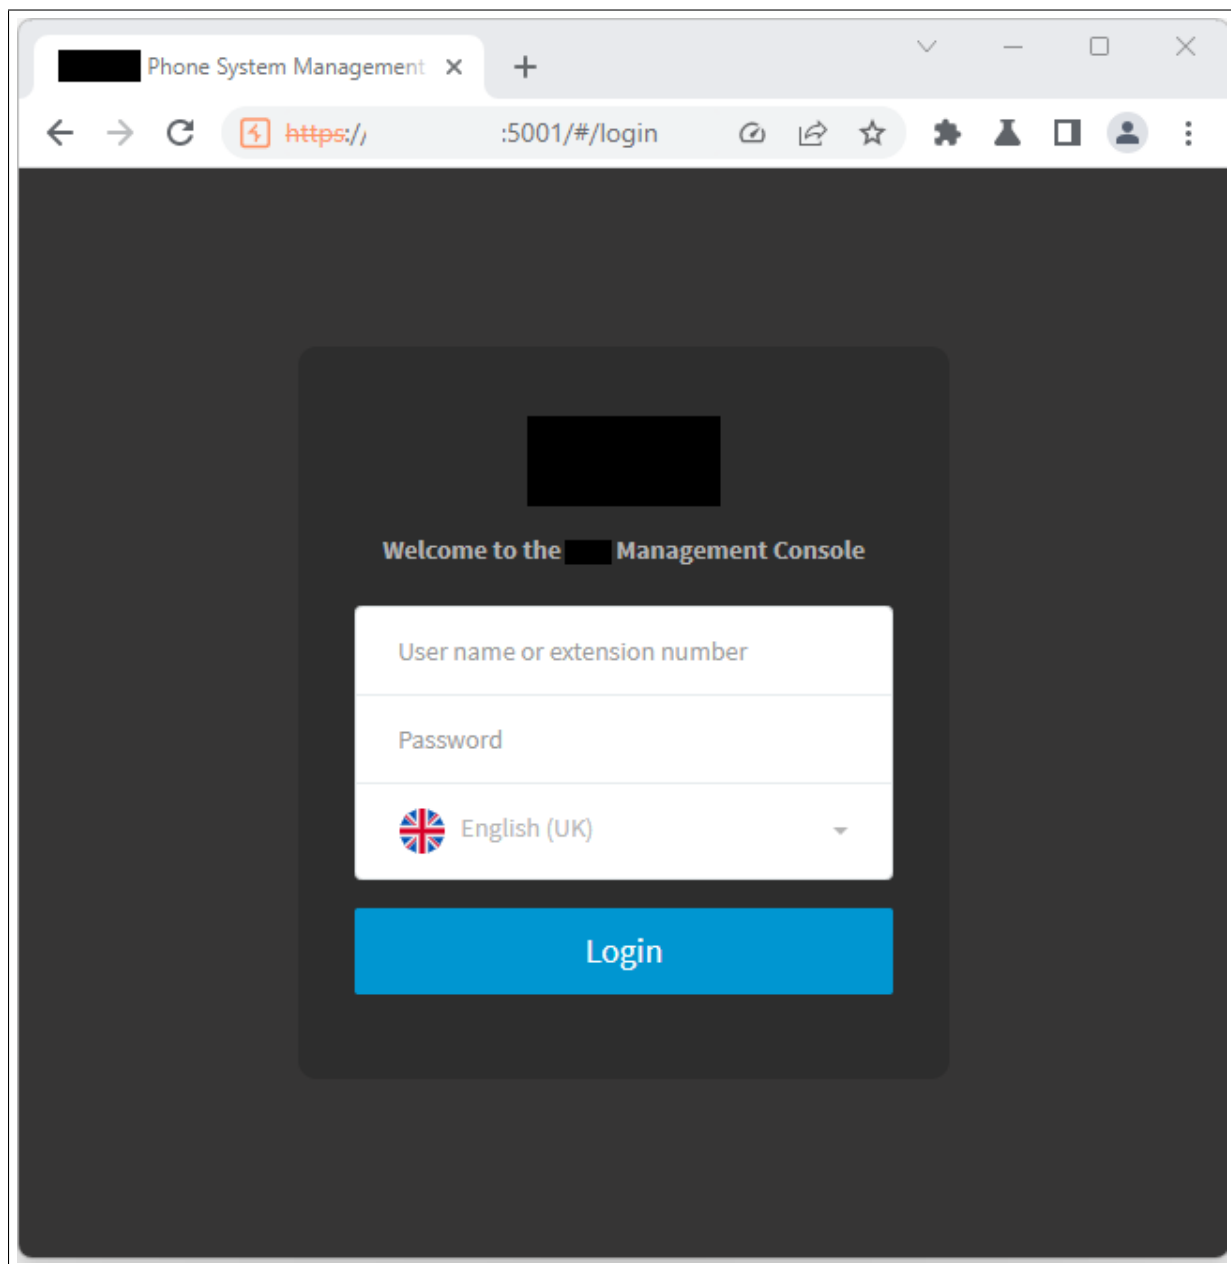 Phone System Management
https://
:5001/#/login
Welcome to the Management Console
User name or extension number
Password
English (UK)
Login